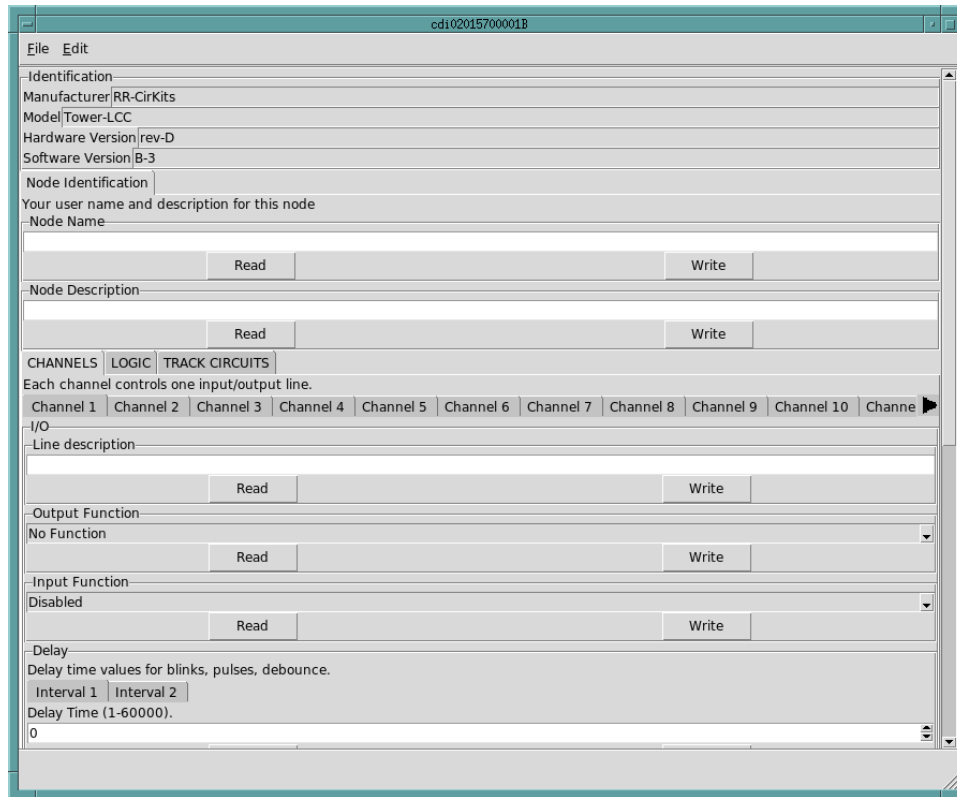 cdi02015700001B
File Edit
Identification
Manufacturer RR-CirKits
Model Tower-LCC
Hardware Version rev-D
Software Version B-3
Node Identification
Your user name and description for this node
Node Name
Read Write
Node Description
Read Write
CHANNELS LOGIC TRACK CIRCUITS
Each channel controls one input/output line.
Channel 1 Channel 2 Channel 3 Channel 4 Channel 5 Channel 6 Channel 7 Channel 8 Channel 9 Channel 10 Channe
I/O
Line description
Read Write
Output Function
No Function
Read Write
Input Function
Disabled
Read Write
Delay
Delay time values for blinks, pulses, debounce.
Interval 1 Interval 2
Delay Time (1-60000).
0